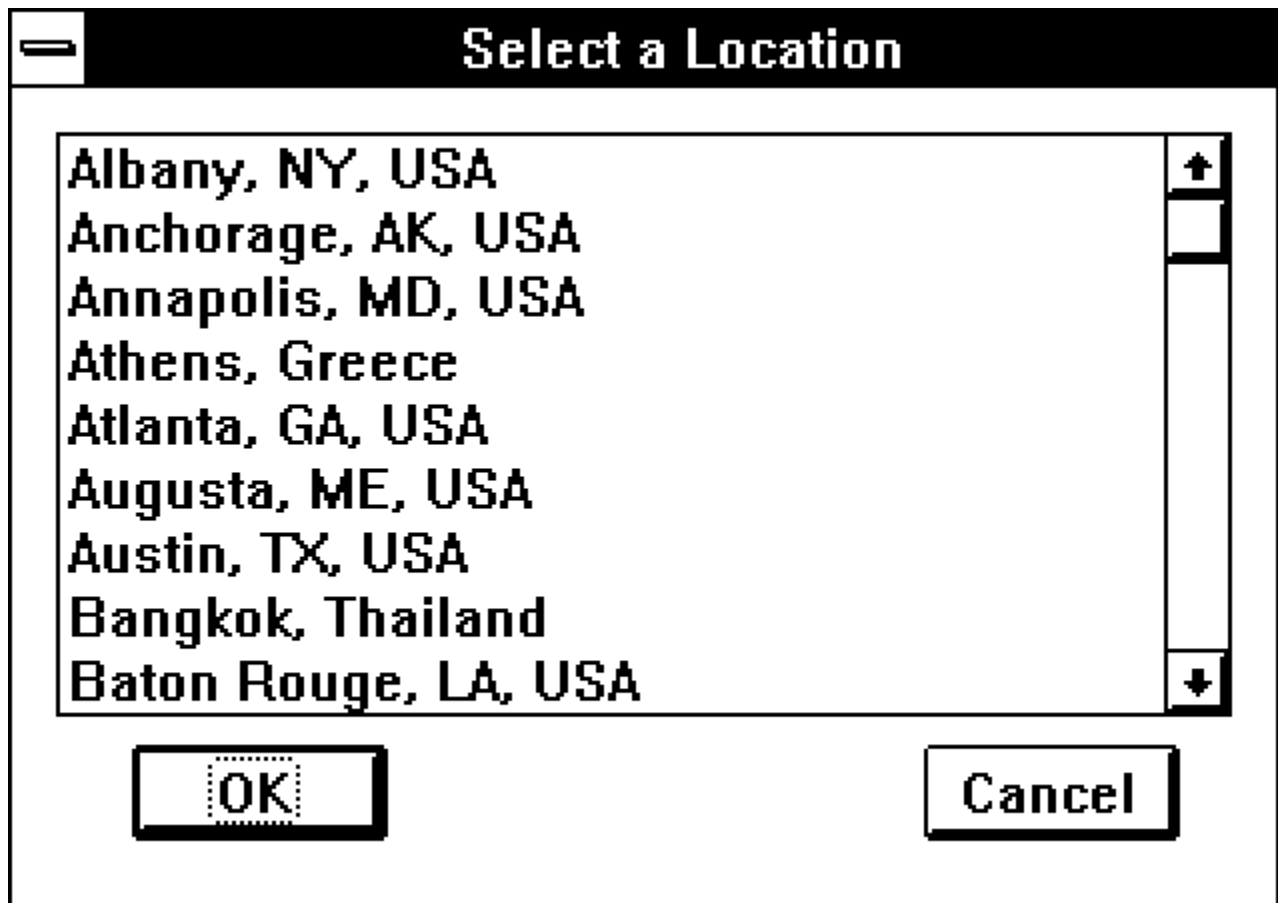 Select a Location
Albany, NY, USA
Anchorage, AK, USA
Annapolis, MD, USA
Athens, Greece
Atlanta, GA, USA
Augusta, ME, USA
Austin, TX, USA
Bangkok, Thailand
Baton Rouge, LA, USA
OK
Cancel